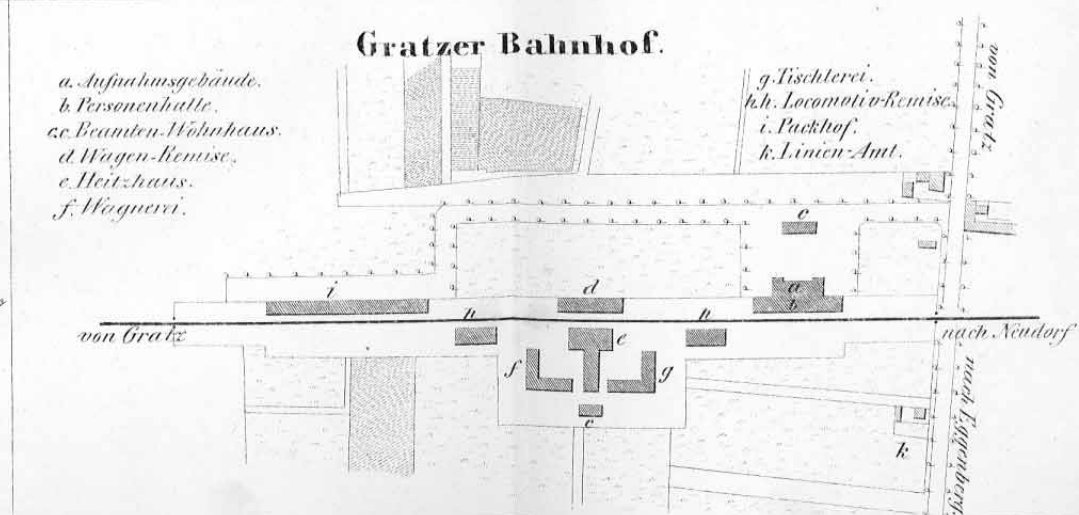 Gratzer Bahnhof.
a. Aufnahmsgebäude.
b. Personenhalle.
c.c. Beamten-Wohnhaus.
d. Wagen-Remise.
e. Heitzhaus.
f. Wagnerei.
g. Tischlerei.
h.h. Locomotiv-Remise.
i. Packhof.
k. Linien-Amt.
von Gratz
c
i
d
a
b
h
h
von Gratz
e
nach Neudorf
f
g
c
k
nach Eggenberg.